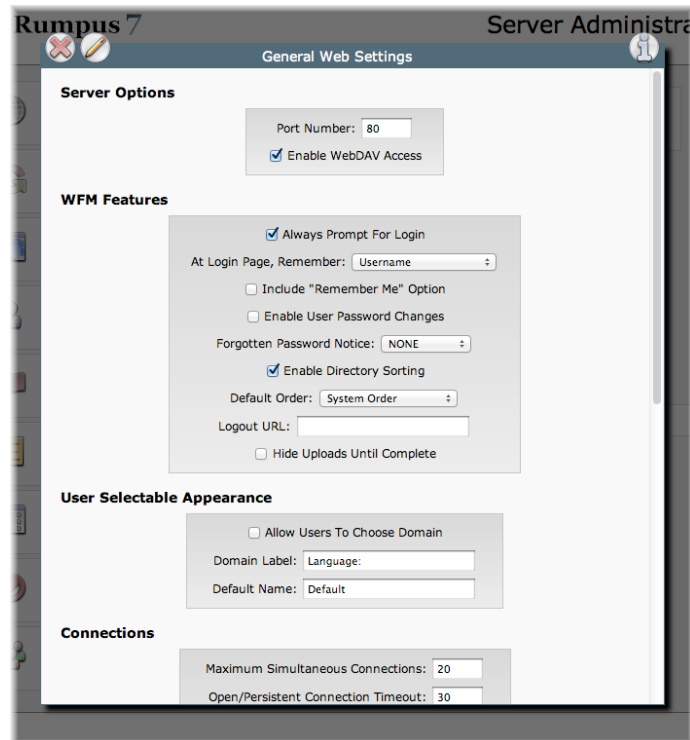 Rumpus 7
Server Administra
General Web Settings
Server Options
Port Number: 80
Enable WebDAV Access
WFM Features
Always Prompt For Login
At Login Page, Remember: Username
Include "Remember Me" Option
Enable User Password Changes
Forgotten Password Notice: NONE
Enable Directory Sorting
Default Order: System Order
Logout URL:
Hide Uploads Until Complete
User Selectable Appearance
Allow Users To Choose Domain
Domain Label: Language:
Default Name: Default
Connections
Maximum Simultaneous Connections: 20
Open/Persistent Connection Timeout: 30